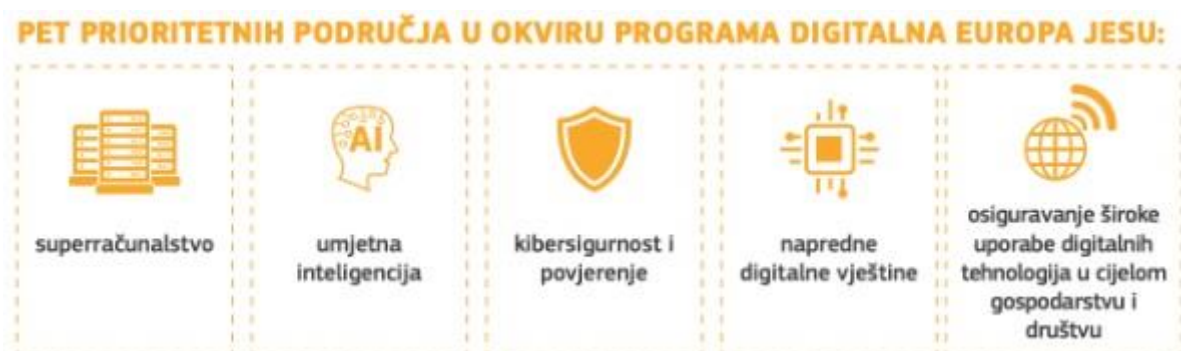 PET PRIORITETNIH PODRUČJA U OKVIRU PROGRAMA DIGITALNA EUROPA JESU:
superračunalstvo
AI
umjetna
inteligencija
kibersigurnost i
povjerenje
napredne
digitalne vještine
osiguravanje široke
uporabe digitalnih
tehnologija u cijelom
gospodarstvu i
društvu